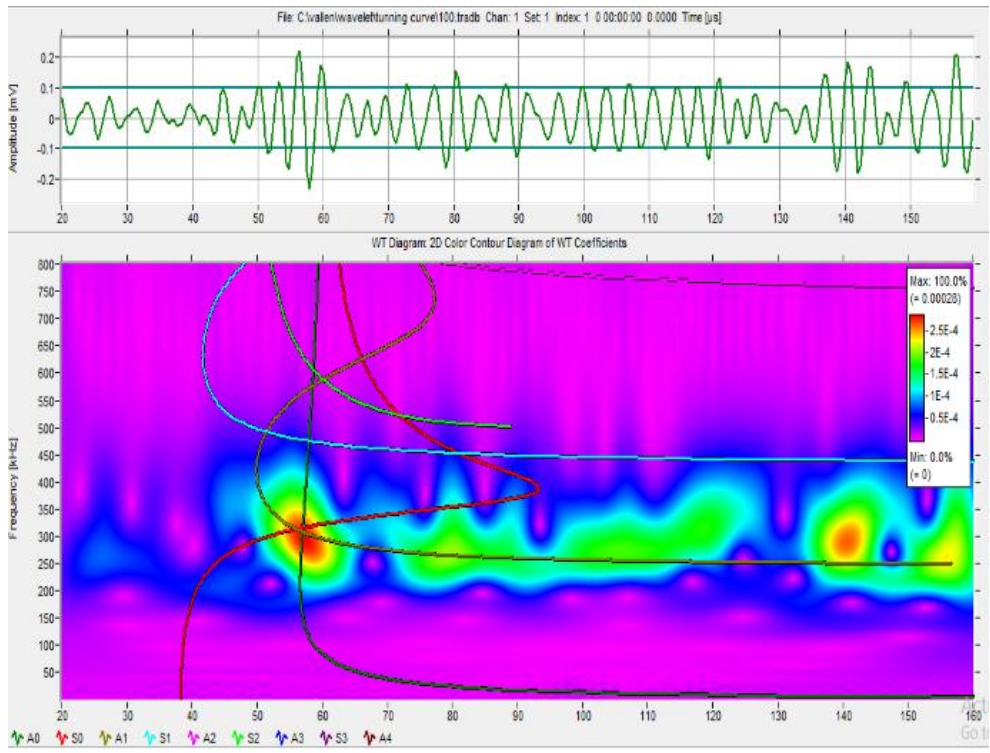 File: C:\vallen\wavelet\tunning curve\100.tradb Chan: 1 Set: 1 Index: 1 0 00:00:00 0.0000 Time [µs]
Amplitude [mV]
0.2
0.1
0
-0.1
-0.2
20 30 40 50 60 70 80 90 100 110 120 130 140 150
WT Diagram: 2D Color Contour Diagram of WT Coefficients
Frequency [kHz]
800
750
700
650
600
550
500
450
400
350
300
250
200
150
100
50
Max: 100.0%
(= 0.00028)
2.5E-4
2E-4
1.5E-4
1E-4
0.5E-4
Min: 0.0%
(= 0)
20 30 40 50 60 70 80 90 100 110 120 130 140 150 160
A0 S0 A1 S1 A2 S2 A3 S3 A4
Go t